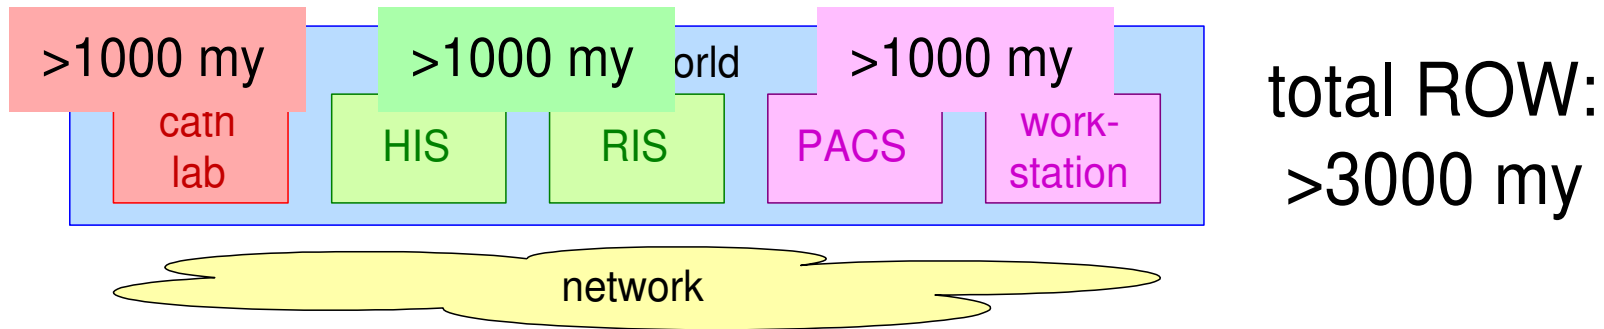 >1000 my
>1000 my
orld
>1000 my
cath
lab
HIS
RIS
PACS
work-
station
total ROW:
>3000 my
network